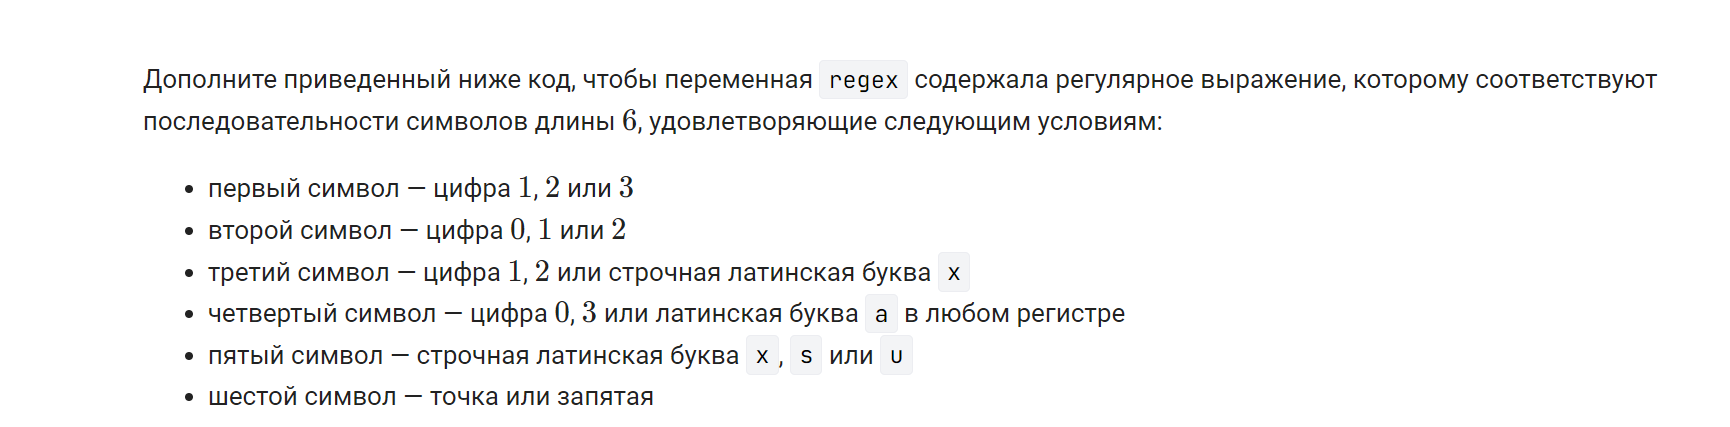 Дополните приведенный ниже код, чтобы переменная regex содержала регулярное выражение, которому соответствуют
последовательности символов длины 6, удовлетворяющие следующим условиям:
• первый символ — цифра 1, 2 или 3
• второй символ — цифра 0, 1 или 2
• третий символ — цифра 1, 2 или строчная латинская буква x
• четвертый символ — цифра 0, 3 или латинская буква a в любом регистре
• пятый символ — строчная латинская буква x, s или u
• шестой символ — точка или запятая